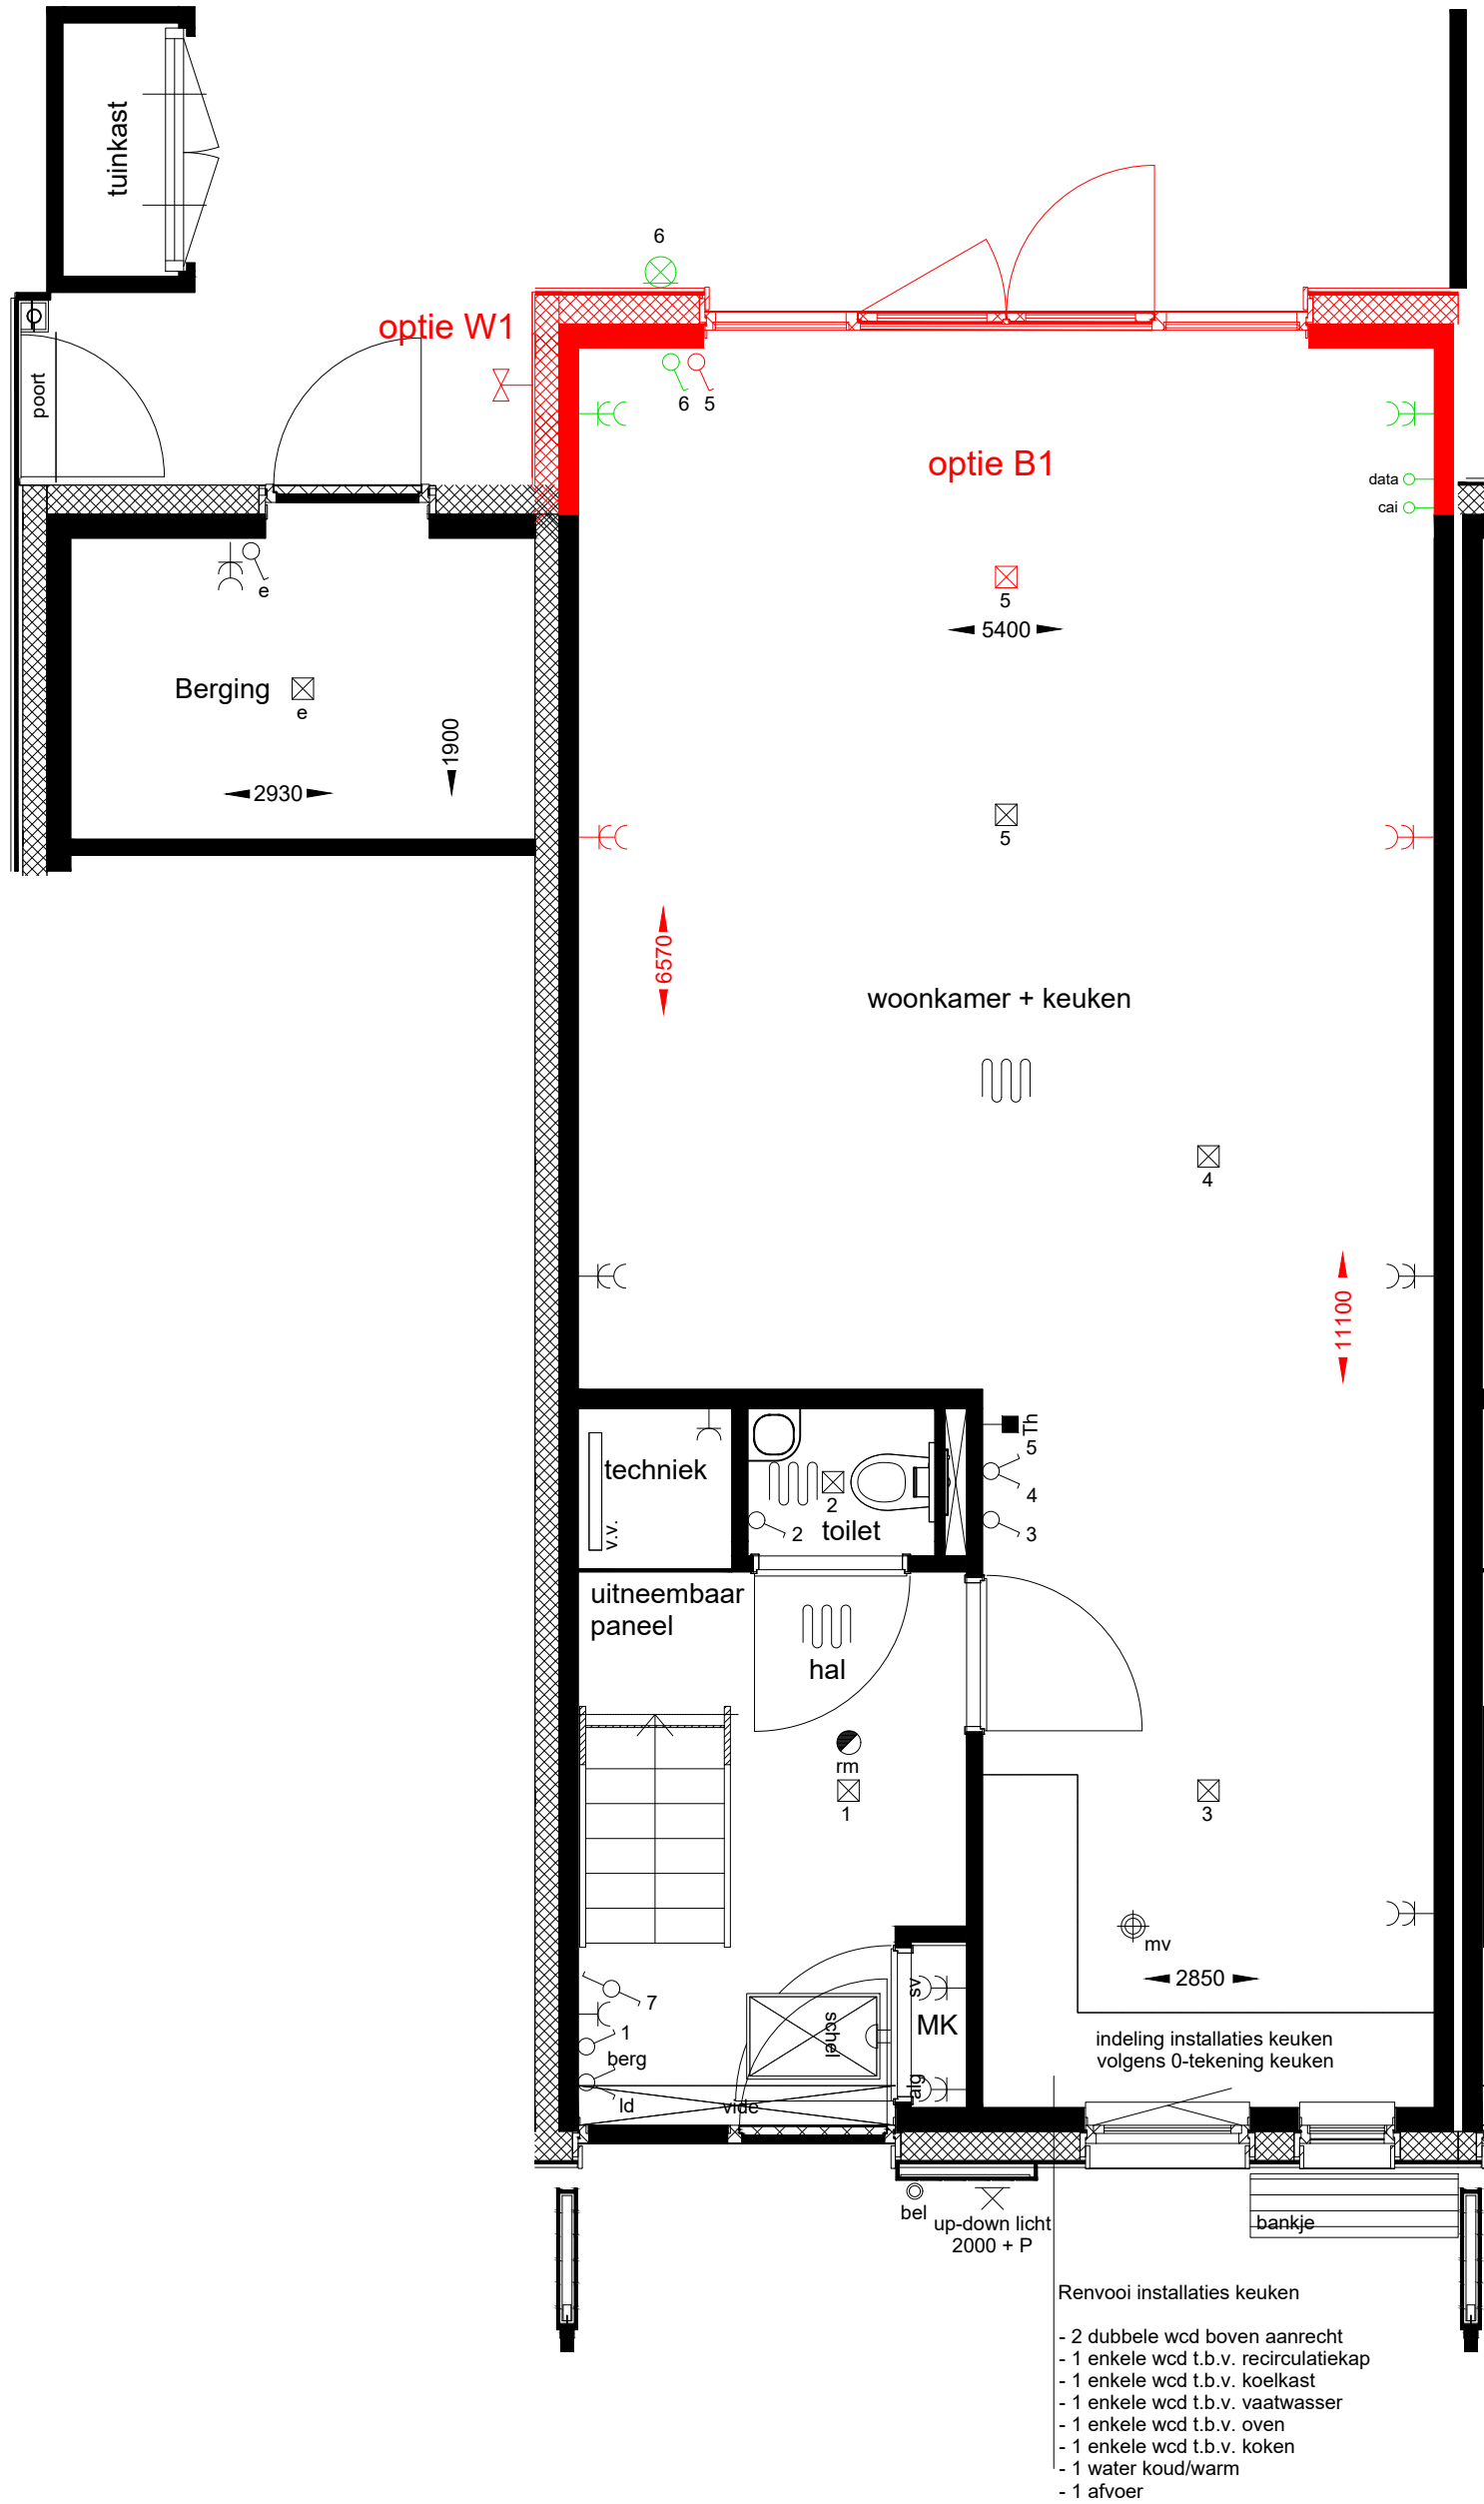 tuinkast
6
optie W1
poort
6 5
optie B1
data
cai
e
5
5400
Berging
e
1900
2930
5
6570
woonkamer + keuken
4
11100
Th
5
techniek
4
2
v.v.
2
toilet
3
uitneembaar
paneel
hal
rm
1
3
mv
2850
sv
7
MK
schel
1
berg
indeling installaties keuken
volgens 0-tekening keuken
alg
ld
vide
bel
up-down licht
2000 + P
bankje
Renvooi installaties keuken
- 2 dubbele wcd boven aanrecht
- 1 enkele wcd t.b.v. recirculatiekap
- 1 enkele wcd t.b.v. koelkast
- 1 enkele wcd t.b.v. vaatwasser
- 1 enkele wcd t.b.v. oven
- 1 enkele wcd t.b.v. koken
- 1 water koud/warm
- 1 afvoer